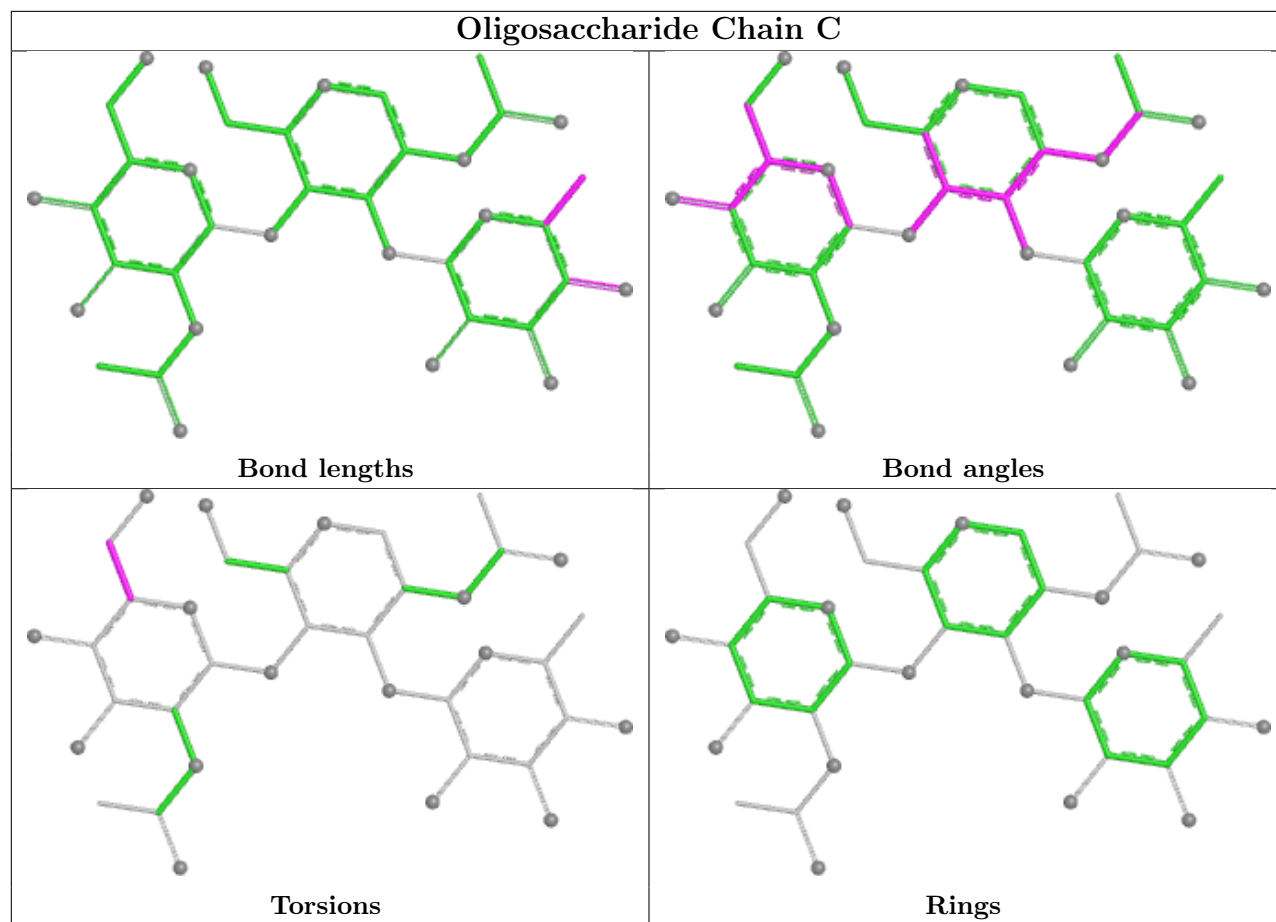 Oligosaccharide Chain C
Bond lengths
Bond angles
Torsions
Rings